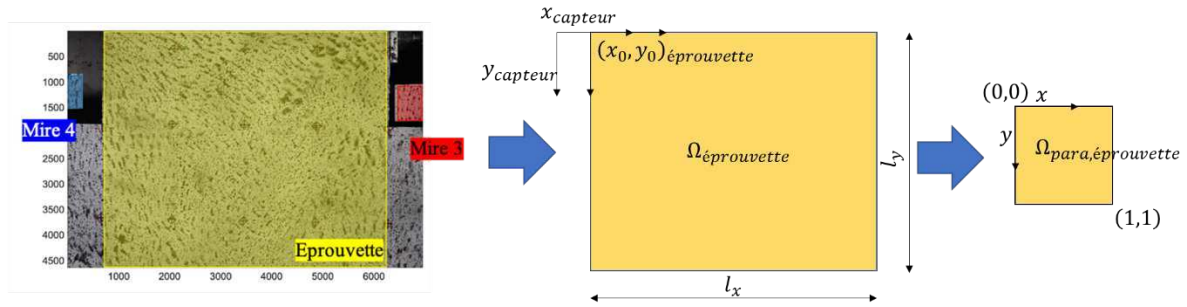 500
1000
1500
Mire 4
2000
2500
3000
3500
4000
4500
Mire 3
Eprouvette
1000 2000 3000 4000 5000 6000
x_capteur
(x_0, y_0)_éprouvette
y_capteur
Ω_éprouvette
l_y
l_x
(0,0) x
y
Ω_para,éprouvette
(1,1)